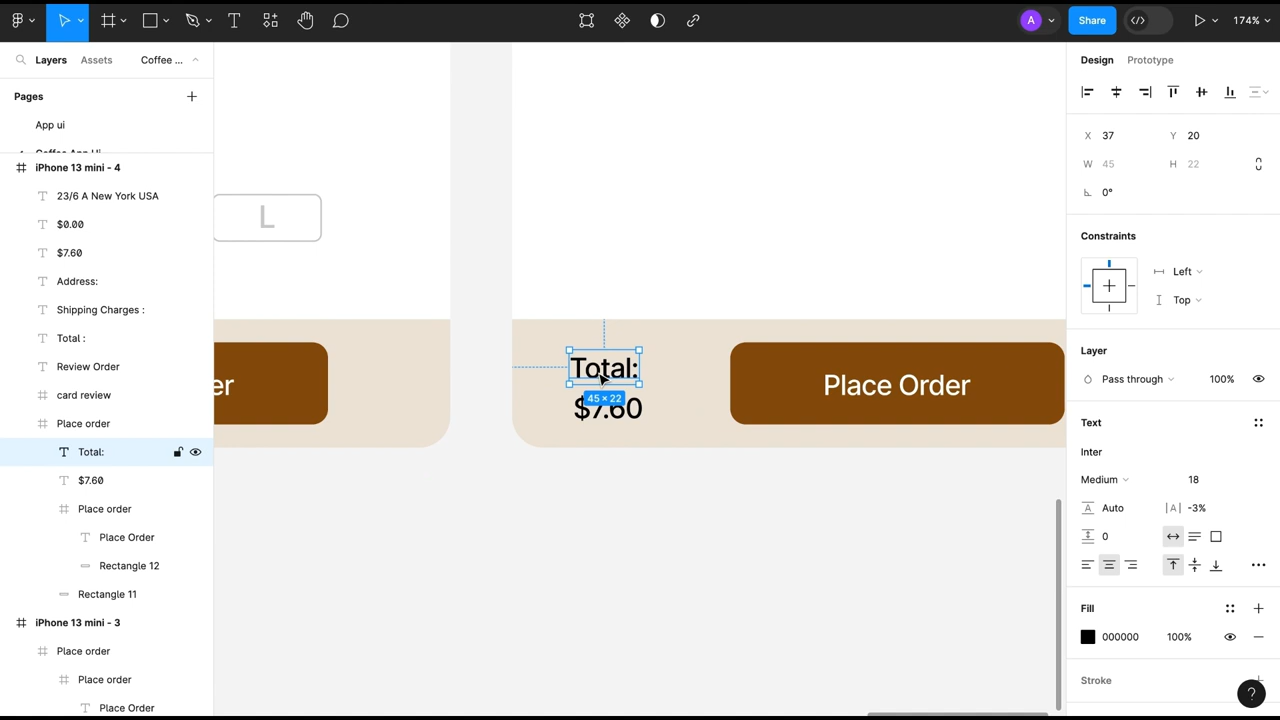 A
Share
174%
Layers
Assets
Coffee ...
Design
Prototype
Pages
App ui
iPhone 13 mini - 4
23/6 A New York USA
$0.00
$7.60
Address:
Shipping Charges :
Total :
Review Order
card review
Place order
Total:
$7.60
Place order
Place Order
Rectangle 12
Rectangle 11
iPhone 13 mini - 3
Place order
Place order
Place Order
L
er
Total:
45 × 22
$7.60
Place Order
X 37
Y 20
W 45
H 22
0°
Constraints
Left
Top
Layer
Pass through
100%
Text
Inter
Medium
18
Auto
|A| -3%
0
Fill
000000
100%
Stroke
?